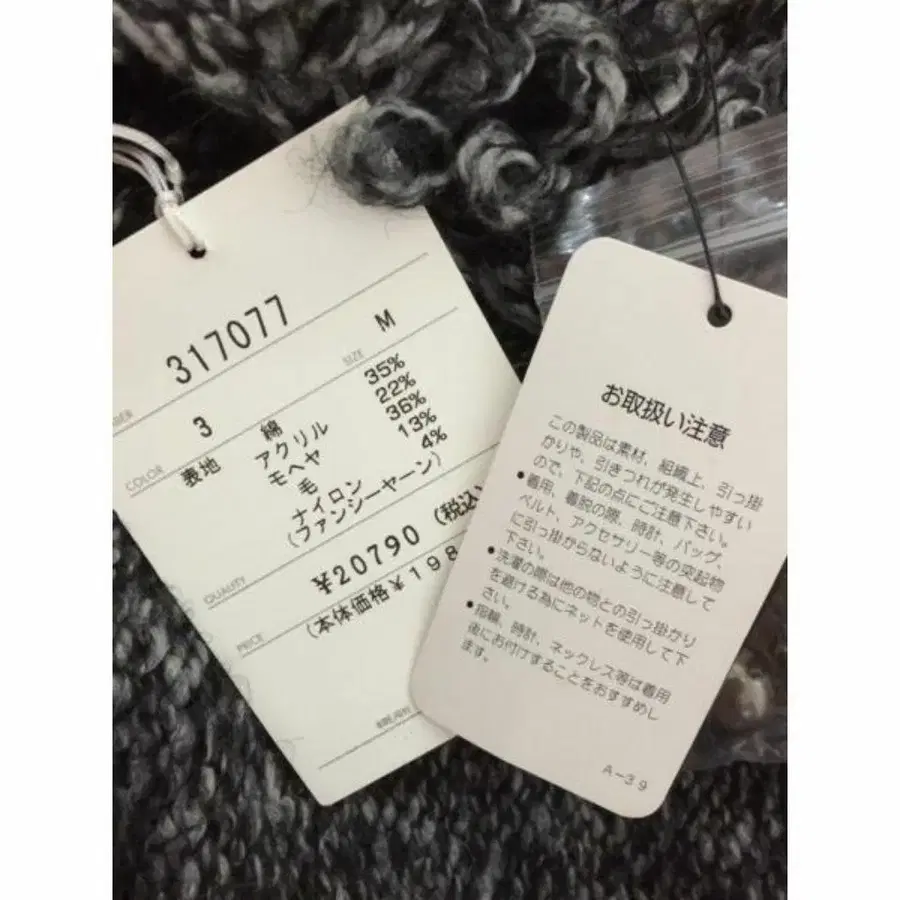 317077
SIZE M
COLOR 3
表地 綿 35%
アクリル 22%
モヘヤ
毛 13%
ナイロン 4%
(ファンシーヤーン)
QUALITY
¥20790 (税込
PRICE (本体価格¥198
お取扱い注意
この製品は素材、組織上、引っ掛
かりや、引きつれが発生しやすい
ので、下記の点にご注意下さい。
●着用、着脱の際、時計、バッグ、
ベルト、アクセサリー等の突起物
に引っ掛からないように注意して
下さい。
●洗濯の際は他の物との引っ掛かり
を避ける為にネットを使用して下
さい。
●指輪、時計、ネックレス等は着用
後にお付けすることをおすすめし
ます。
A-39